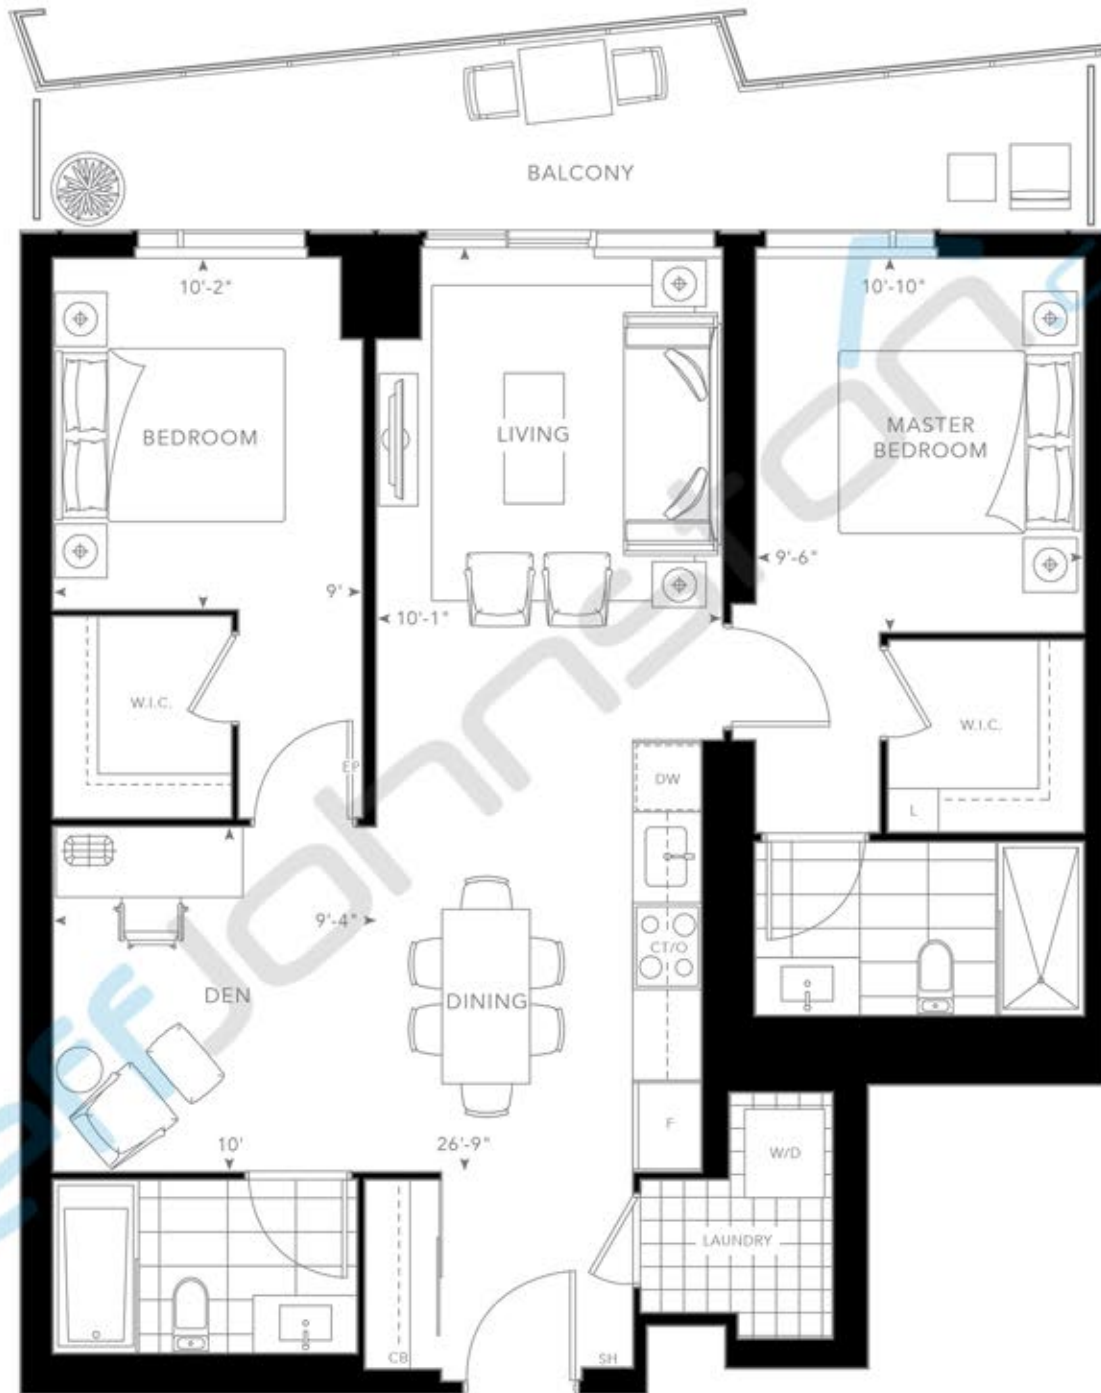 BALCONY
10'-2"
10'-10"
BEDROOM
LIVING
MASTER
BEDROOM
9'-6"
9'
10'-1"
W.I.C.
W.I.C.
EP
DW
L
9'-4"
CT/O
DEN
DINING
F
10'
26'-9"
W/D
LAUNDRY
CB
SH
effjohnston.c